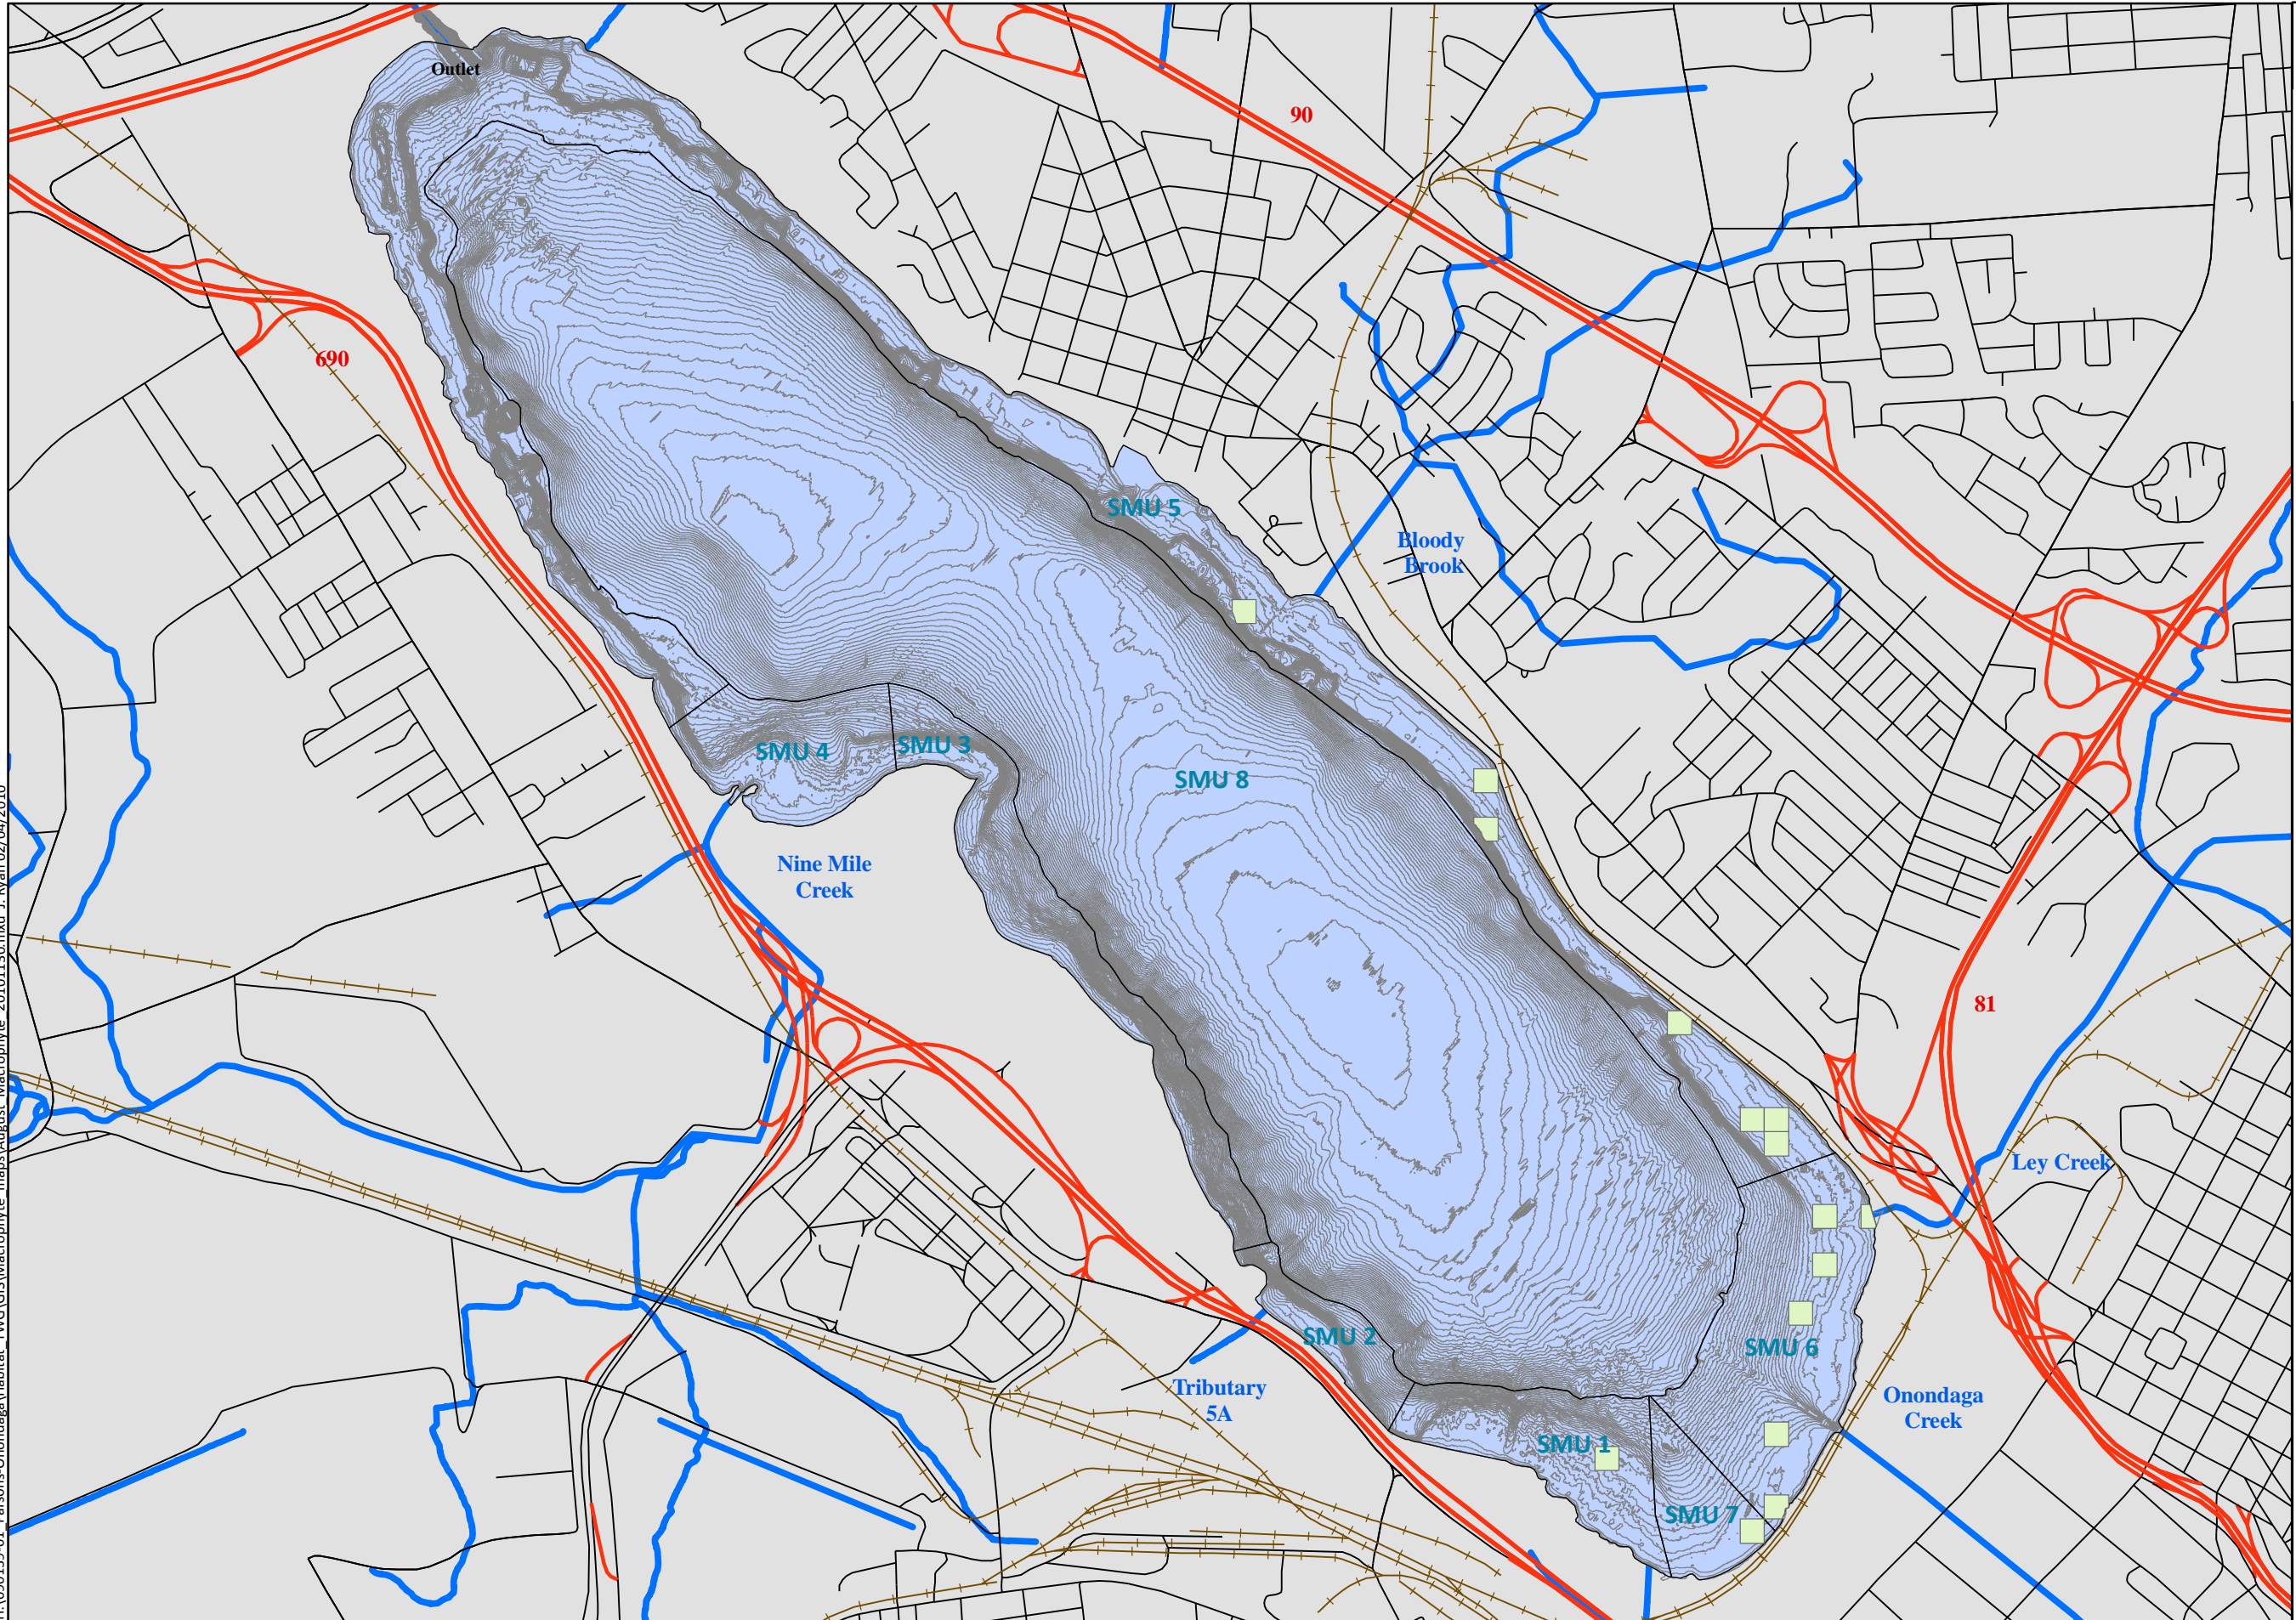 Outlet
90
690
SMU 5
Bloody
Brook
SMU 4
SMU 3
SMU 8
Nine Mile
Creek
81
Ley Creek
SMU 2
SMU 6
Tributary
5A
Onondaga
Creek
SMU 1
SMU 7